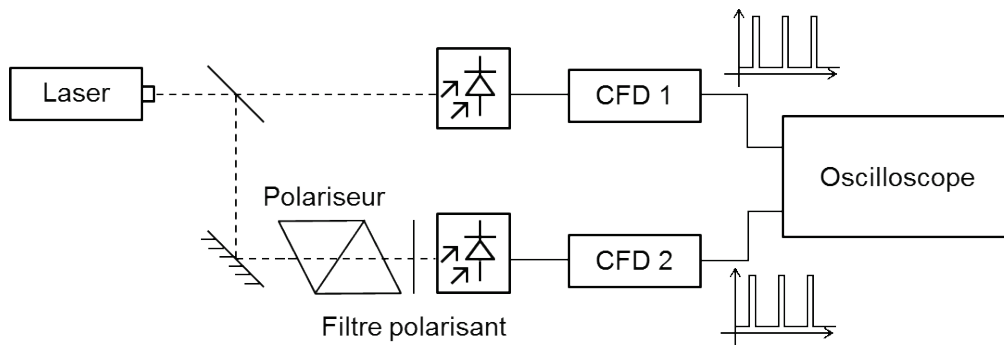 Laser
CFD 1
Oscilloscope
Polariseur
CFD 2
Filtre polarisant